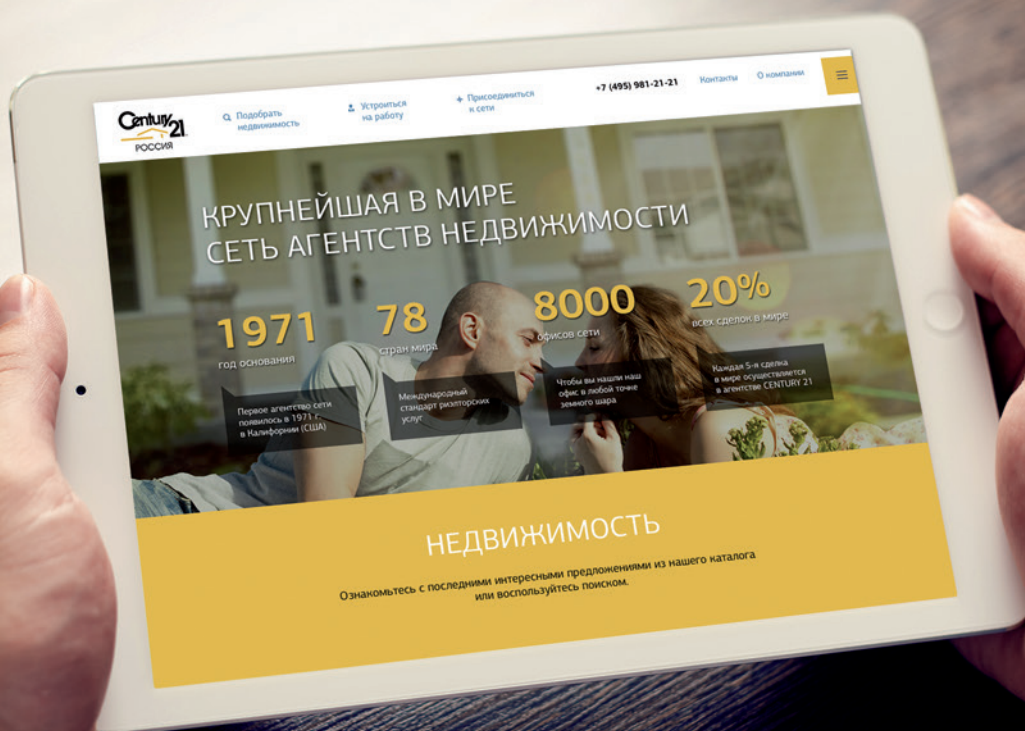 Century 21
РОССИЯ
Подобрать
недвижимость
Устроиться
на работу
Присоединиться
к сети
+7 (495) 981-21-21
Контакты
О компании
КРУПНЕЙШАЯ В МИРЕ
СЕТЬ АГЕНТСТВ НЕДВИЖИМОСТИ
1971
год основания
Первое агентство сети
появилось в 1971 г.
в Калифорнии (США)
78
стран мира
Международный
стандарт риэлторских
услуг
8000
офисов сети
Чтобы вы нашли наш
офис в любой точке
земного шара
20%
всех сделок в мире
Каждая 5-я сделка
в мире осуществляется
в агентстве CENTURY 21
НЕДВИЖИМОСТЬ
Ознакомьтесь с последними интересными предложениями из нашего каталога
или воспользуйтесь поиском.